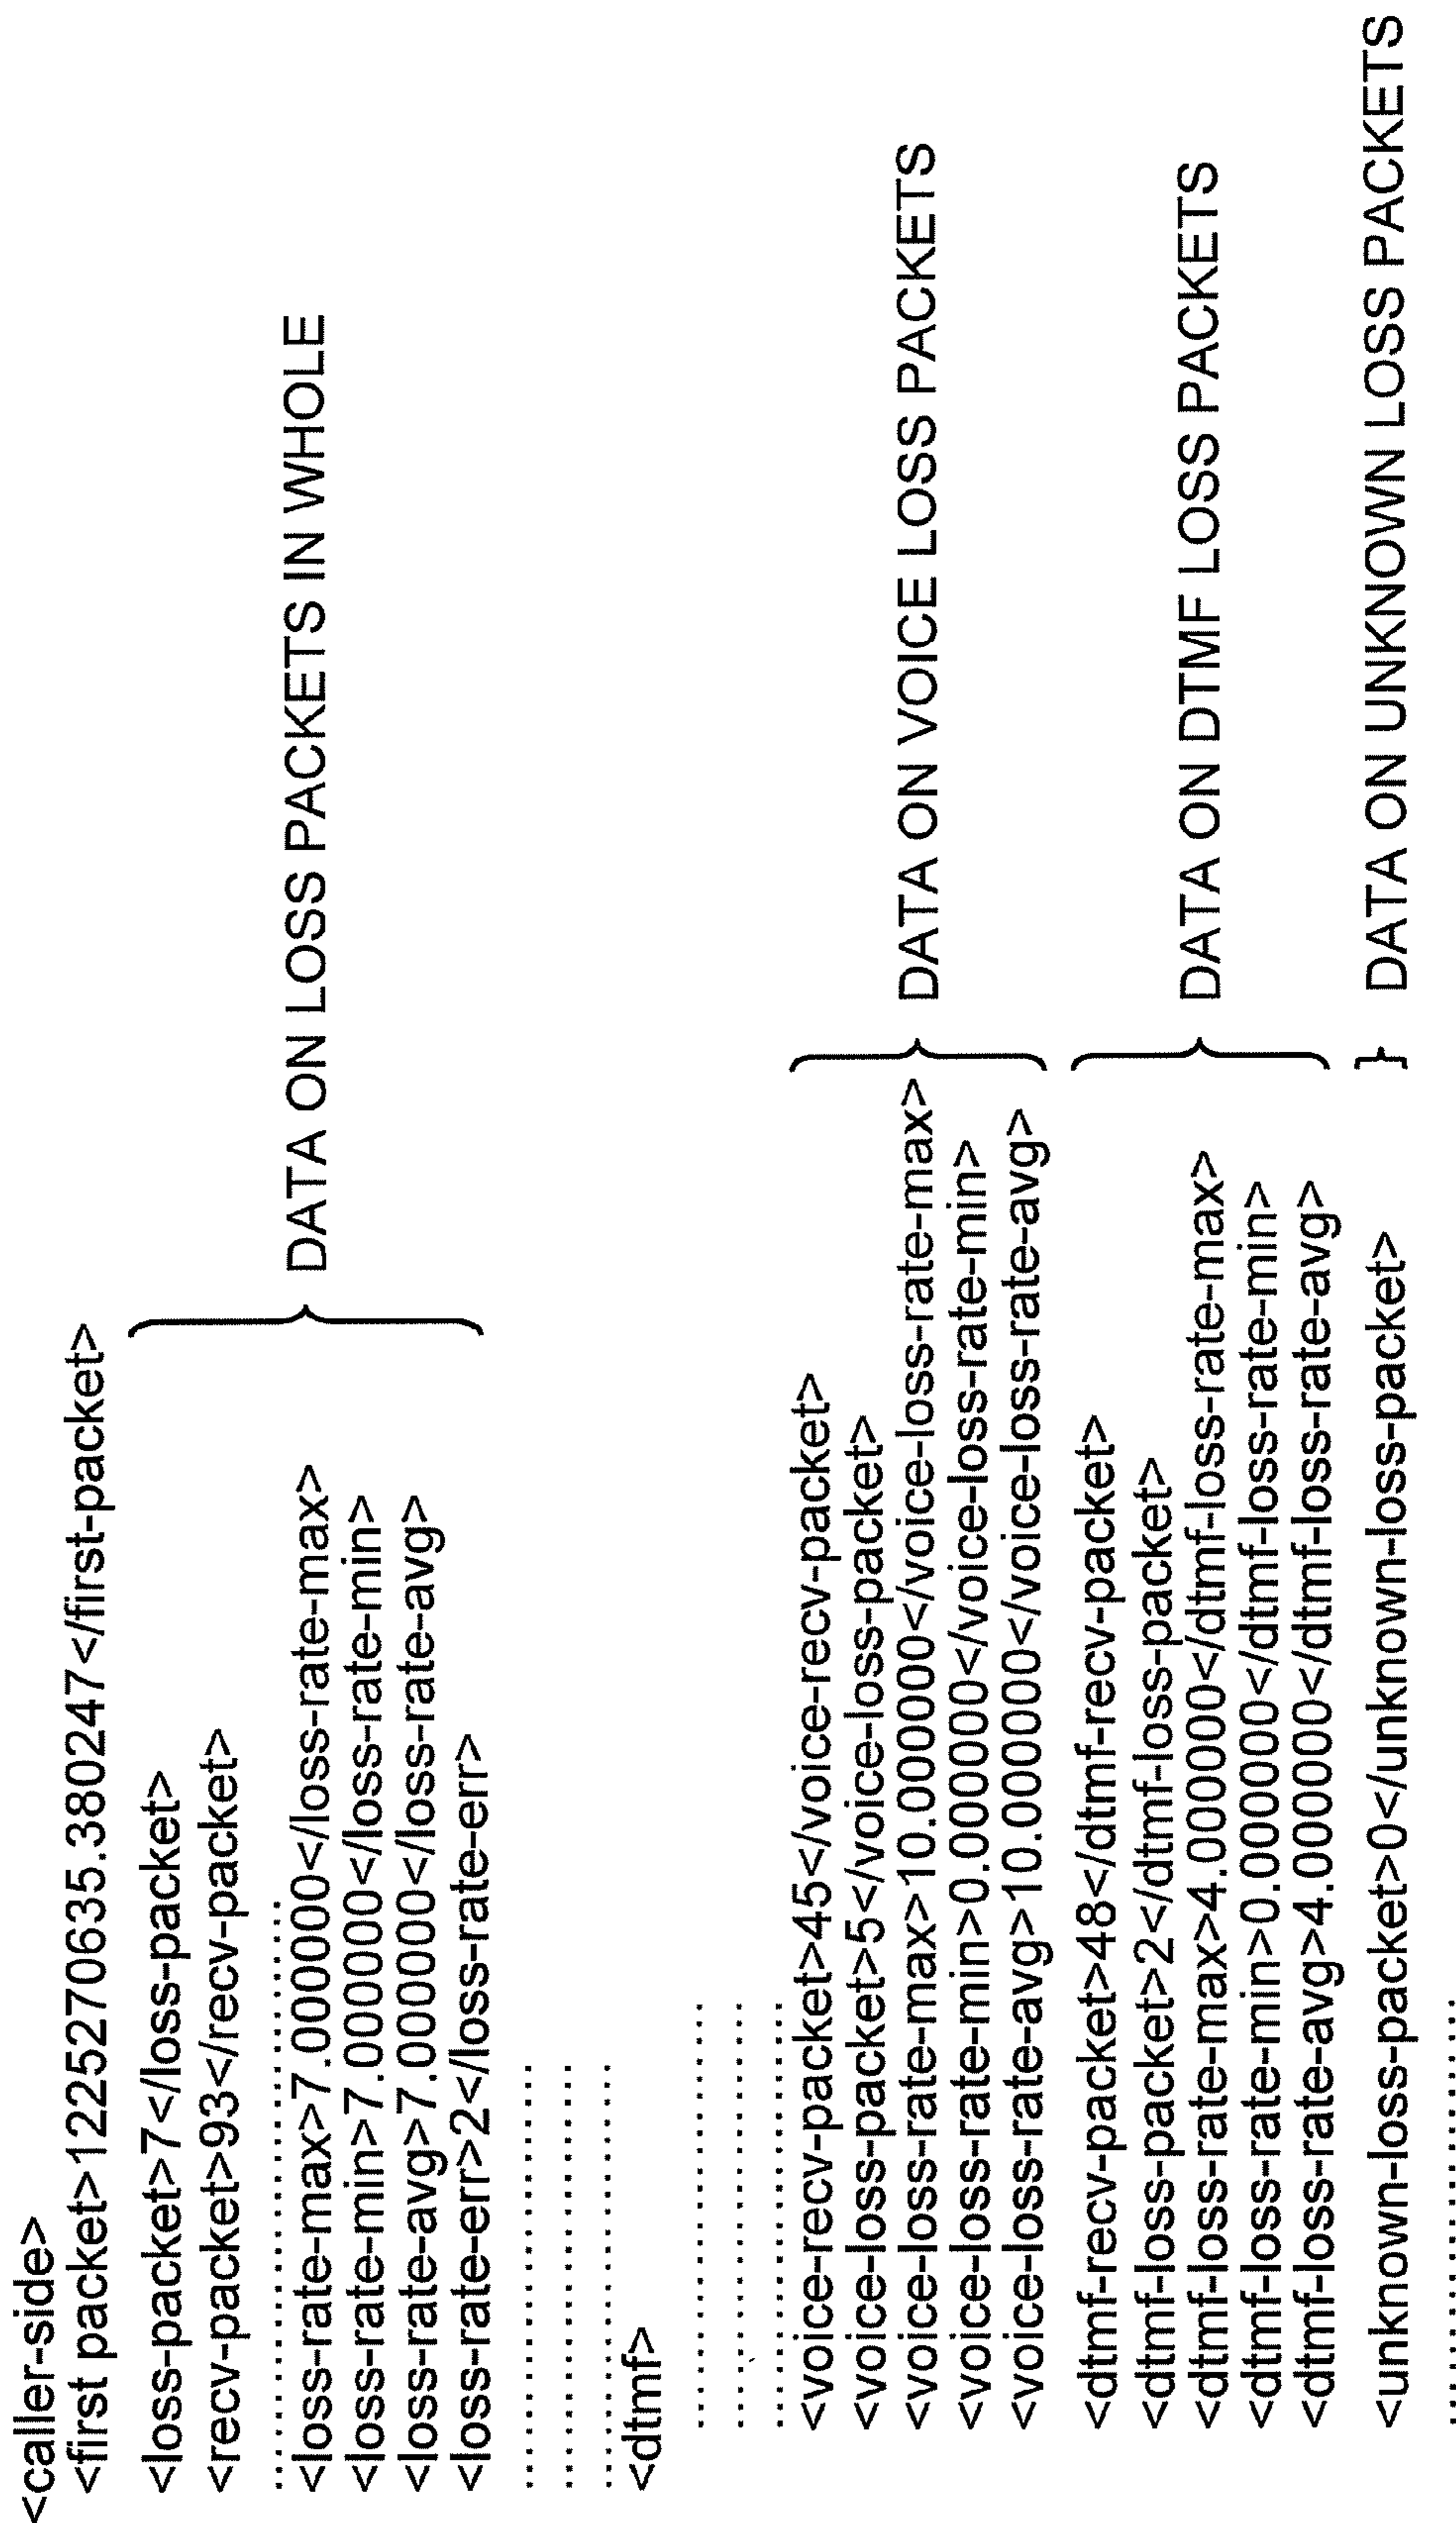 <caller-side>
<first packet>1225270635.380247</first-packet>
<loss-packet>7</loss-packet>
<recv-packet>93</recv-packet>
<loss-rate-max>7.000000</loss-rate-max>
<loss-rate-min>7.000000</loss-rate-min>
<loss-rate-avg>7.000000</loss-rate-avg>
<loss-rate-err>2</loss-rate-err>
DATA ON LOSS PACKETS IN WHOLE
<dtmf>
<voice-recv-packet>45</voice-recv-packet>
<voice-loss-packet>5</voice-loss-packet>
<voice-loss-rate-max>10.000000</voice-loss-rate-max>
<voice-loss-rate-min>0.000000</voice-loss-rate-min>
<voice-loss-rate-avg>10.000000</voice-loss-rate-avg>
DATA ON VOICE LOSS PACKETS
<dtmf-recv-packet>48</dtmf-recv-packet>
<dtmf-loss-packet>2</dtmf-loss-packet>
<dtmf-loss-rate-max>4.000000</dtmf-loss-rate-max>
<dtmf-loss-rate-min>0.000000</dtmf-loss-rate-min>
<dtmf-loss-rate-avg>4.000000</dtmf-loss-rate-avg>
DATA ON DTMF LOSS PACKETS
<unknown-loss-packet>0</unknown-loss-packet>
DATA ON UNKNOWN LOSS PACKETS